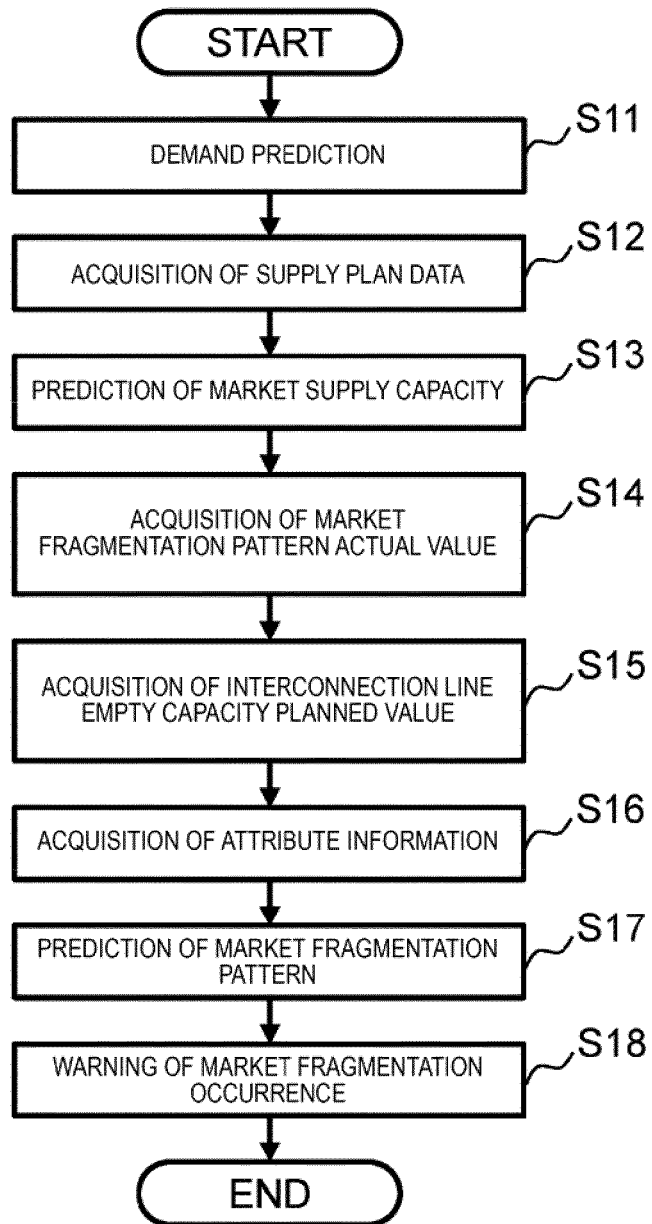 START
S11
DEMAND PREDICTION
S12
ACQUISITION OF SUPPLY PLAN DATA
S13
PREDICTION OF MARKET SUPPLY CAPACITY
S14
ACQUISITION OF MARKET
FRAGMENTATION PATTERN ACTUAL VALUE
S15
ACQUISITION OF INTERCONNECTION LINE
EMPTY CAPACITY PLANNED VALUE
S16
ACQUISITION OF ATTRIBUTE INFORMATION
S17
PREDICTION OF MARKET FRAGMENTATION
PATTERN
S18
WARNING OF MARKET FRAGMENTATION
OCCURRENCE
END